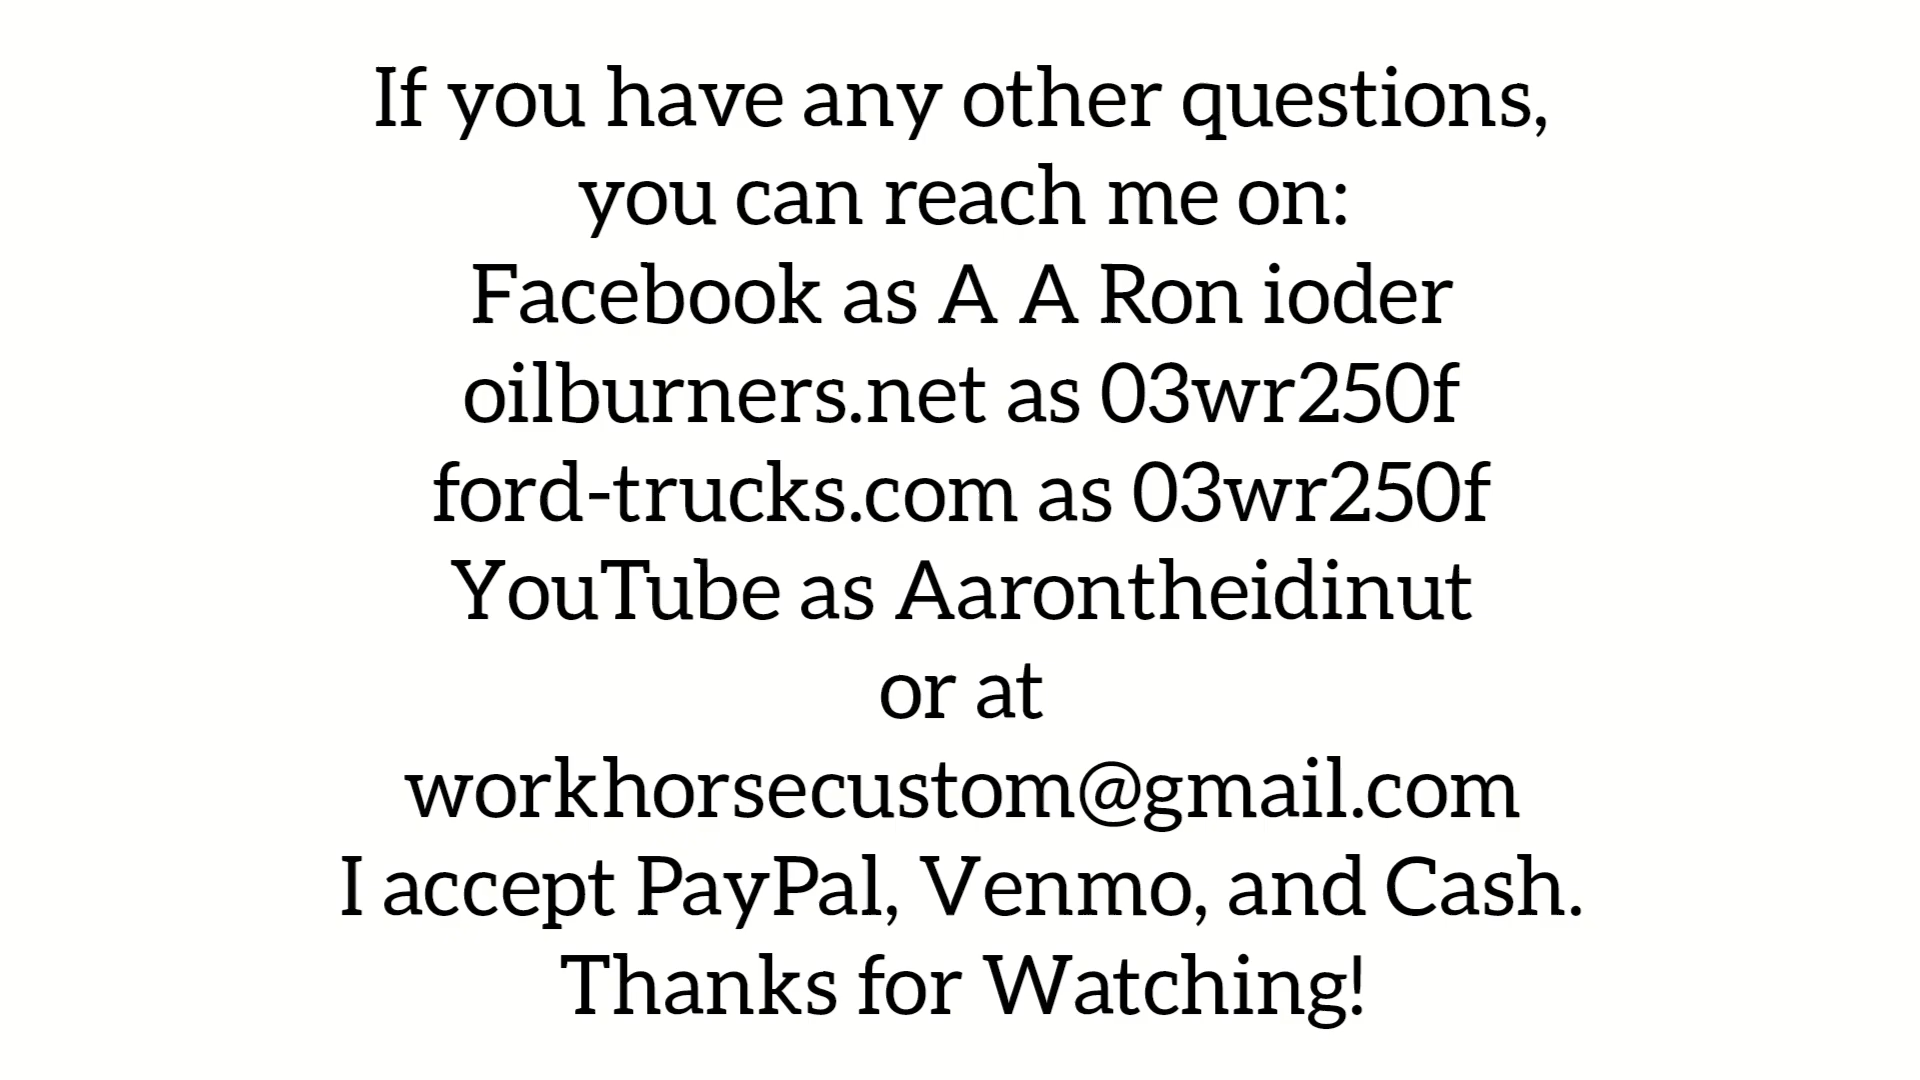 If you have any other questions,
you can reach me on:
Facebook as A A Ron ioder
oilburners.net as 03wr250f
ford-trucks.com as 03wr250f
YouTube as Aarontheidinut
or at
workhorsecustom@gmail.com
I accept PayPal, Venmo, and Cash.
Thanks for Watching!